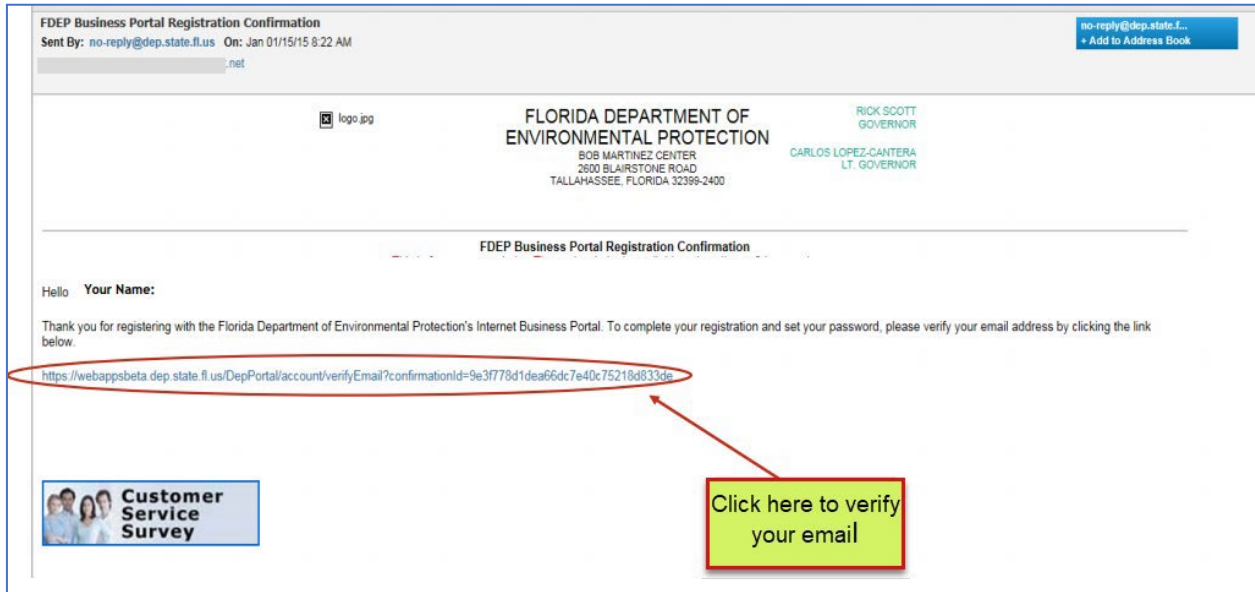 FDEP Business Portal Registration Confirmation
Sent By: no-reply@dep.state.fl.us On: Jan 01/15/15 8:22 AM
.net
no-reply@dep.state.f...
+ Add to Address Book
logo.jpg
FLORIDA DEPARTMENT OF
ENVIRONMENTAL PROTECTION
BOB MARTINEZ CENTER
2600 BLAIRSTONE ROAD
TALLAHASSEE, FLORIDA 32399-2400
RICK SCOTT
GOVERNOR
CARLOS LOPEZ-CANTERA
LT. GOVERNOR
FDEP Business Portal Registration Confirmation
Hello Your Name:
Thank you for registering with the Florida Department of Environmental Protection's Internet Business Portal. To complete your registration and set your password, please verify your email address by clicking the link
below.
https://webappsbeta.dep.state.fl.us/DepPortal/account/verifyEmail?confirmationId=9e3f778d1dea66dc7e40c75218d833de
Customer
Service
Survey
Click here to verify
your email